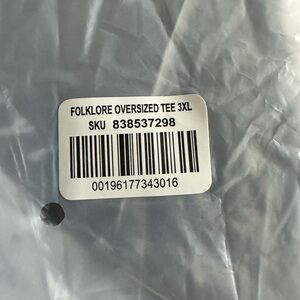 FOLKLORE OVERSIZED TEE 3XL
SKU 838537298
00196177343016